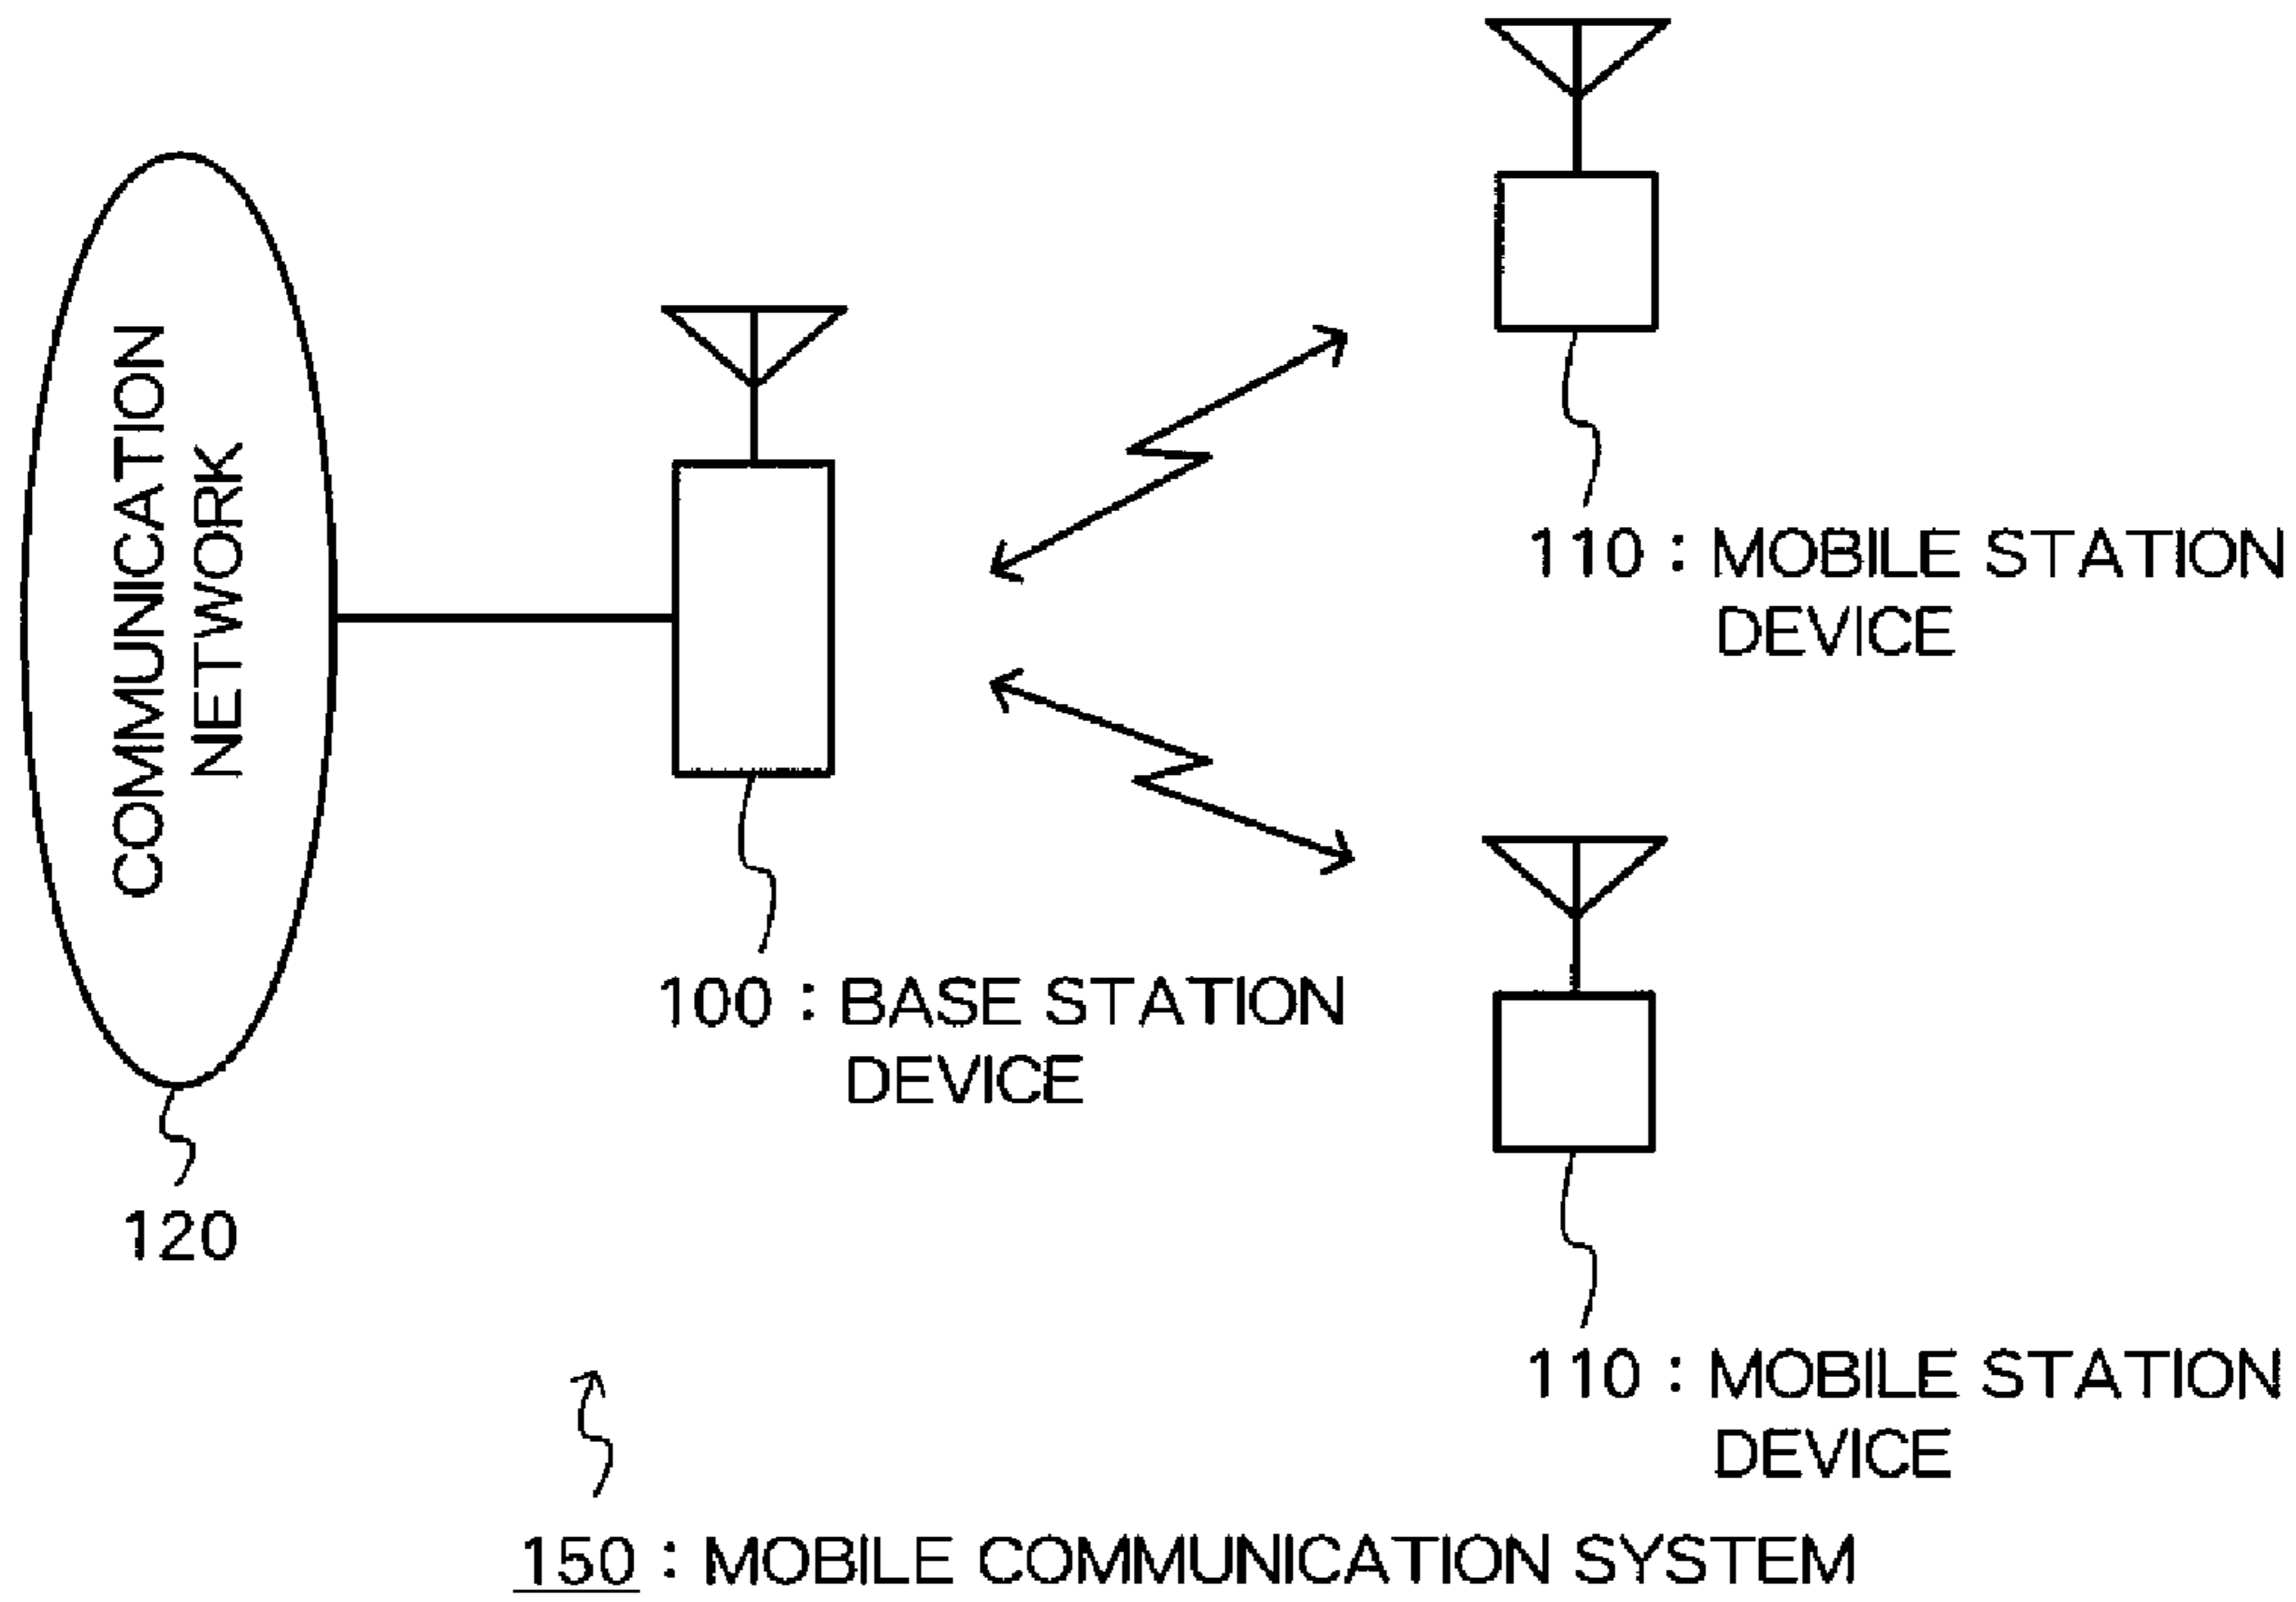 COMMUNICATION
NETWORK
110 : MOBILE STATION
DEVICE
100 : BASE STATION
DEVICE
120
110 : MOBILE STATION
DEVICE
150 : MOBILE COMMUNICATION SYSTEM